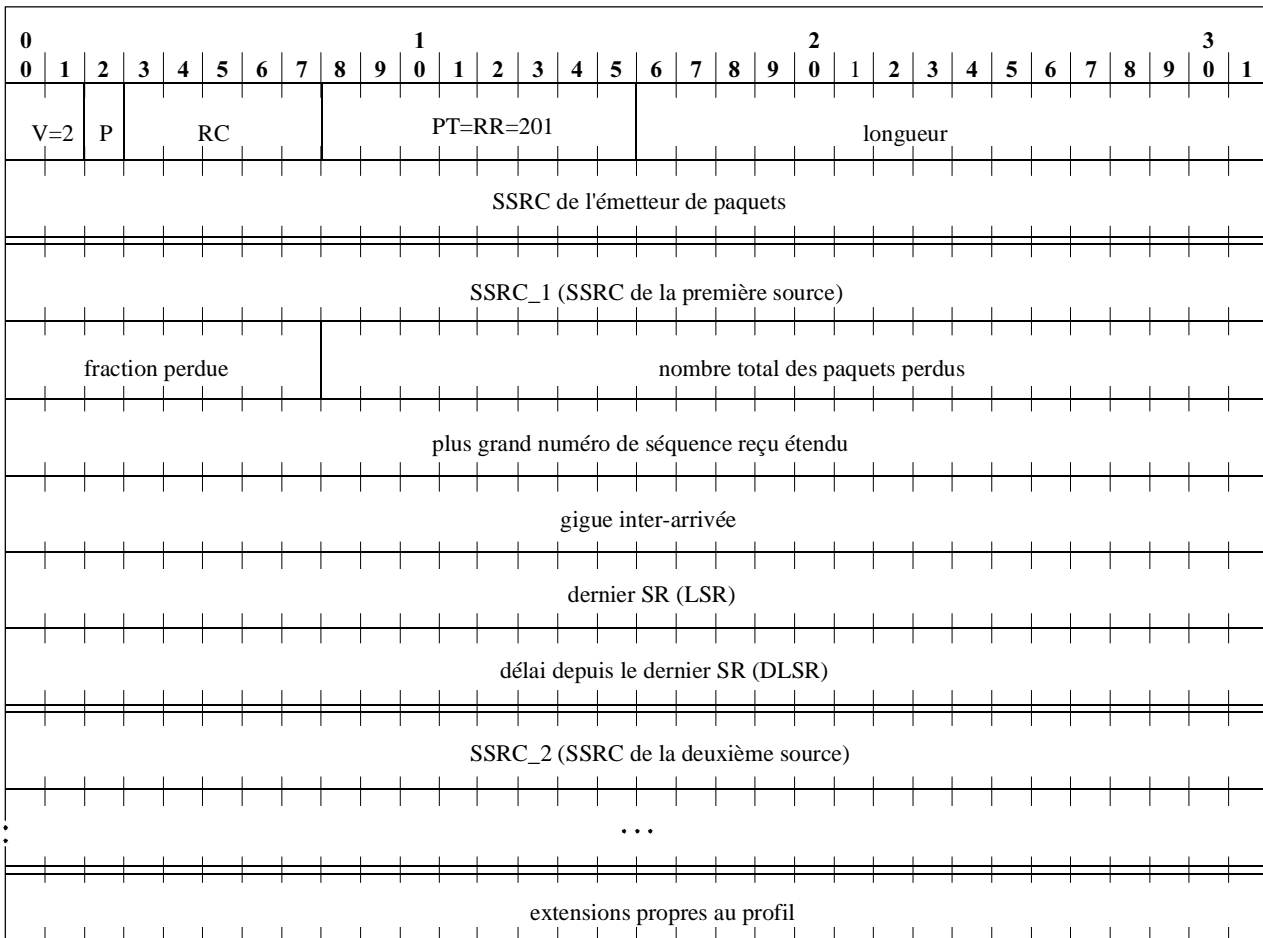 0 1 2 3
0 1 2 3 4 5 6 7 8 9 0 1 2 3 4 5 6 7 8 9 0 1 2 3 4 5 6 7 8 9 0 1
V=2 P RC PT=RR=201 longueur
SSRC de l'émetteur de paquets
SSRC_1 (SSRC de la première source)
fraction perdue nombre total des paquets perdus
plus grand numéro de séquence reçu étendu
gigue inter-arrivée
dernier SR (LSR)
délai depuis le dernier SR (DLSR)
SSRC_2 (SSRC de la deuxième source)
: ...
extensions propres au profil